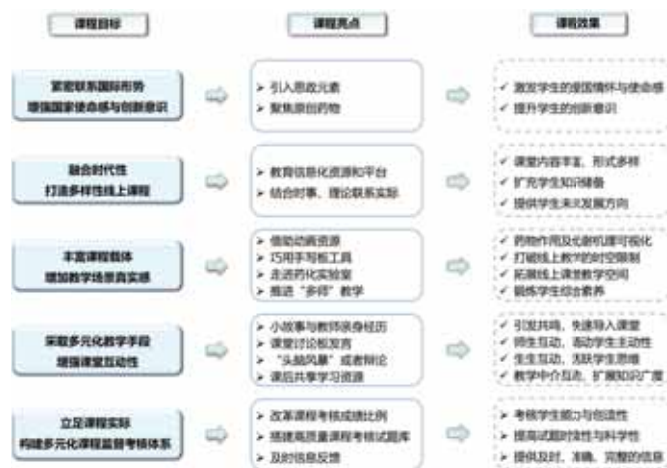 课程目标
课程亮点
课程效果
紧密联系国际形势
增强国家使命感与创新意识
➢ 引入思政元素
➢ 聚焦原创药物
✓ 激发学生的爱国情怀与使命感
✓ 提升学生的创新意识
融合时代性
打造多样性线上课程
➢ 教育信息化资源和平台
➢ 结合时事、理论联系实际
✓ 课堂内容丰富、形式多样
✓ 扩充学生知识储备
✓ 提供学生未来发展方向
丰富课程载体
增加教学场景真实感
➢ 借助动画资源
➢ 巧用手写板工具
➢ 走进药化实验室
➢ 推进“多师”教学
✓ 药物作用及代谢机理可视化
✓ 打破线上教学的时空限制
✓ 拓展线上课堂教学空间
✓ 锻炼学生综合素养
采取多元化教学手段
增强课堂互动性
➢ 小故事与教师亲身经历
➢ 课堂讨论板发言
➢ “头脑风暴”或者辩论
➢ 课后共享学习资源
✓ 引发共鸣、快速导入课堂
✓ 师生互动、调动学生主动性
✓ 生生互动、活跃学生思维
✓ 教学中介互动、扩展知识广度
立足课程实际
构建多元化课程监督考核体系
➢ 改革课程考核成绩比例
➢ 搭建高质量课程考核试题库
➢ 及时信息反馈
✓ 考核学生能力与创造性
✓ 提高试题时效性与科学性
✓ 提供及时、准确、完整的信息